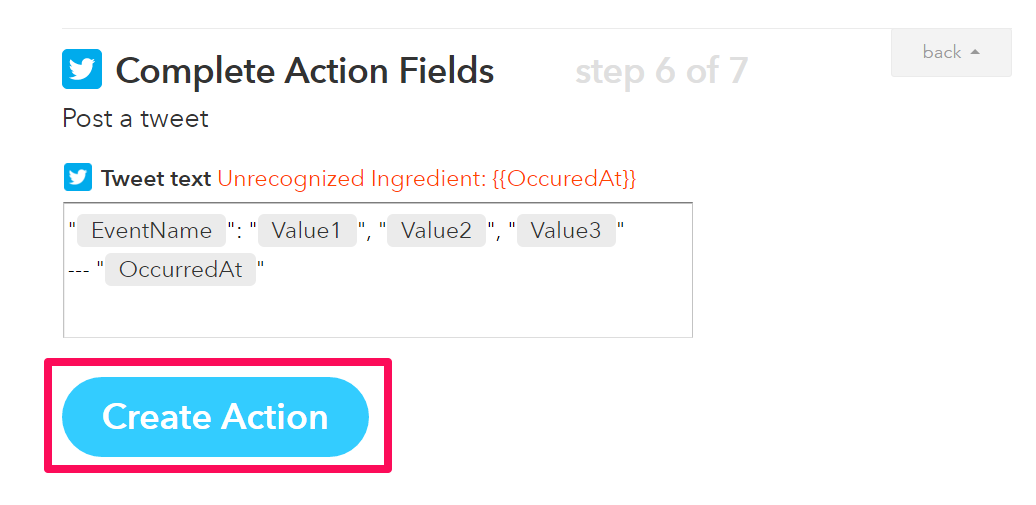 back
Complete Action Fields step 6 of 7
Post a tweet
Tweet text Unrecognized Ingredient: {{OccuredAt}}
" EventName ": " Value1 ", " Value2 ", " Value3 "
--- " OccurredAt "
Create Action